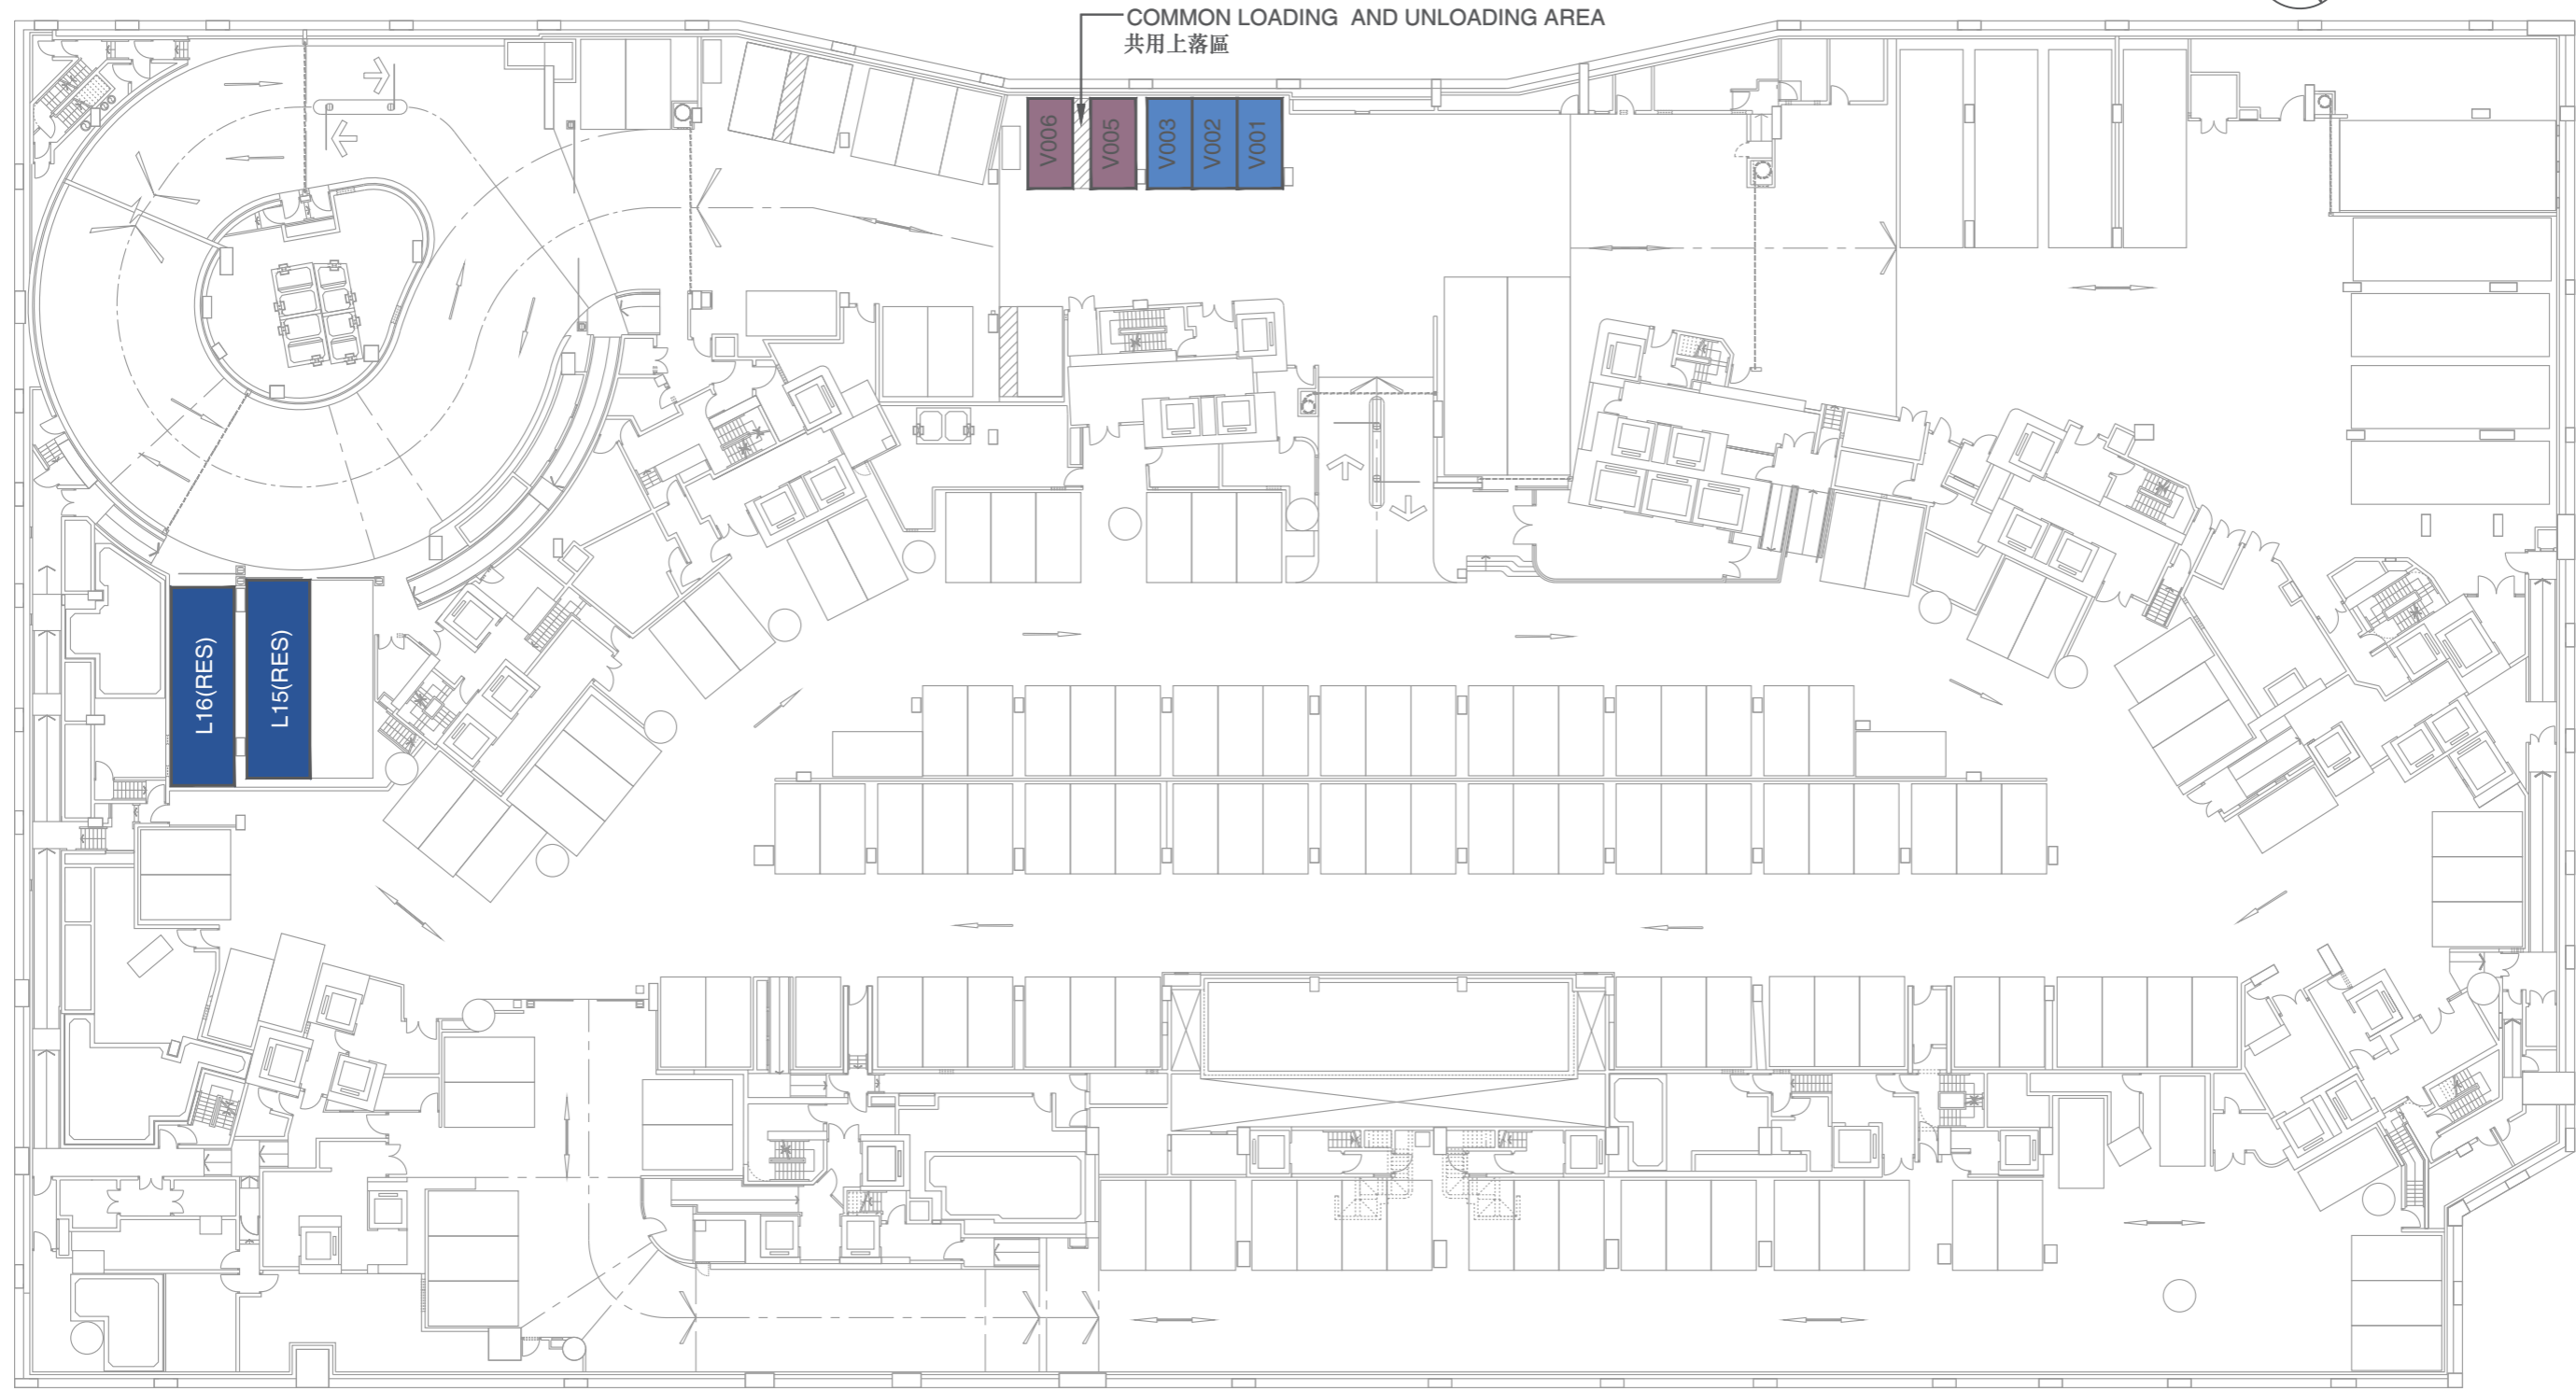 COMMON LOADING AND UNLOADING AREA
共用上落區
V006
V005
V003
V002
V001
L16(RES)
L15(RES)